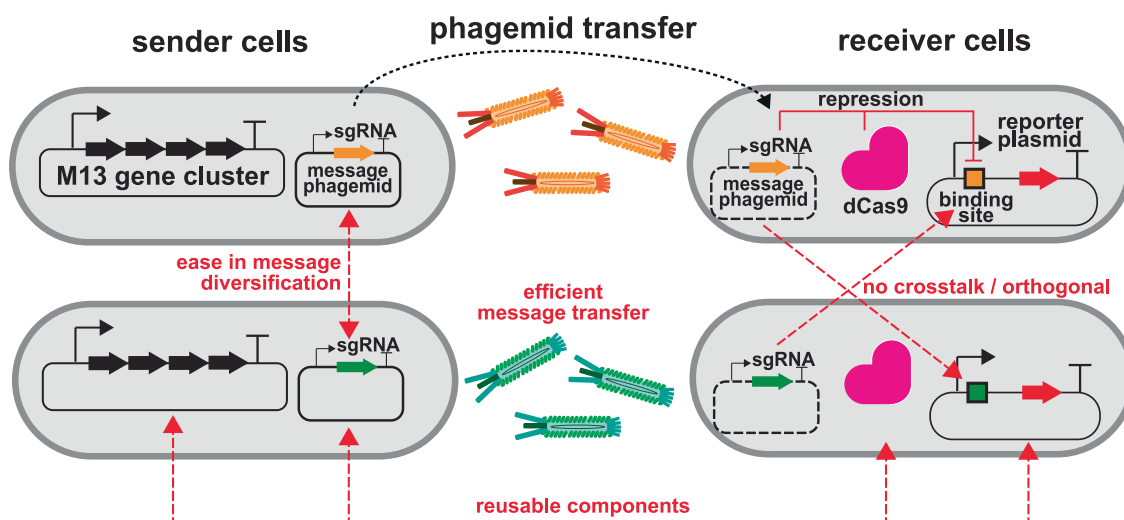 sender cells
phagemid transfer
receiver cells
M13 gene cluster
sgRNA
message
phagemid
repression
sgRNA
message
phagemid
dCas9
reporter
plasmid
binding
site
ease in message
diversification
efficient
message transfer
no crosstalk / orthogonal
sgRNA
sgRNA
reusable components